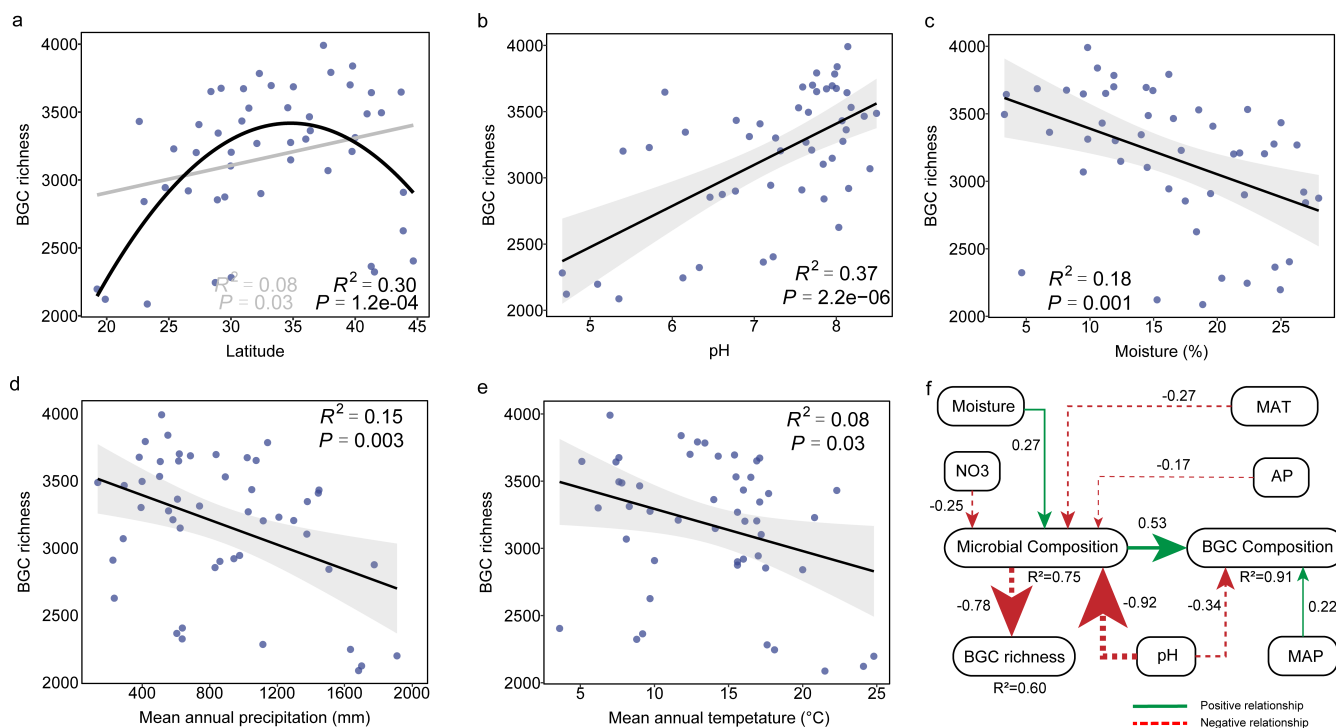 a
BGC richness
4000
3500
3000
2500
2000
R² = 0.08
P = 0.03
R² = 0.30
P = 1.2e−04
20 25 30 35 40 45
Latitude
b
BGC richness
4000
3500
3000
2500
2000
R² = 0.37
P = 2.2e−06
5 6 7 8
pH
c
BGC richness
4000
3500
3000
2500
2000
R² = 0.18
P = 0.001
5 10 15 20 25
Moisture (%)
d
BGC richness
4000
3500
3000
2500
2000
R² = 0.15
P = 0.003
400 800 1200 1600 2000
Mean annual precipitation (mm)
e
BGC richness
4000
3500
3000
2500
2000
R² = 0.08
P = 0.03
5 10 15 20 25
Mean annual tempetature (°C)
f
Moisture
-0.27
MAT
0.27
NO3
-0.17
AP
-0.25
0.53
Microbial Composition
BGC Composition
R²=0.75
R²=0.91
-0.78
-0.92
-0.34
0.22
BGC richness
pH
MAP
R²=0.60
Positive relationship
Negative relationship